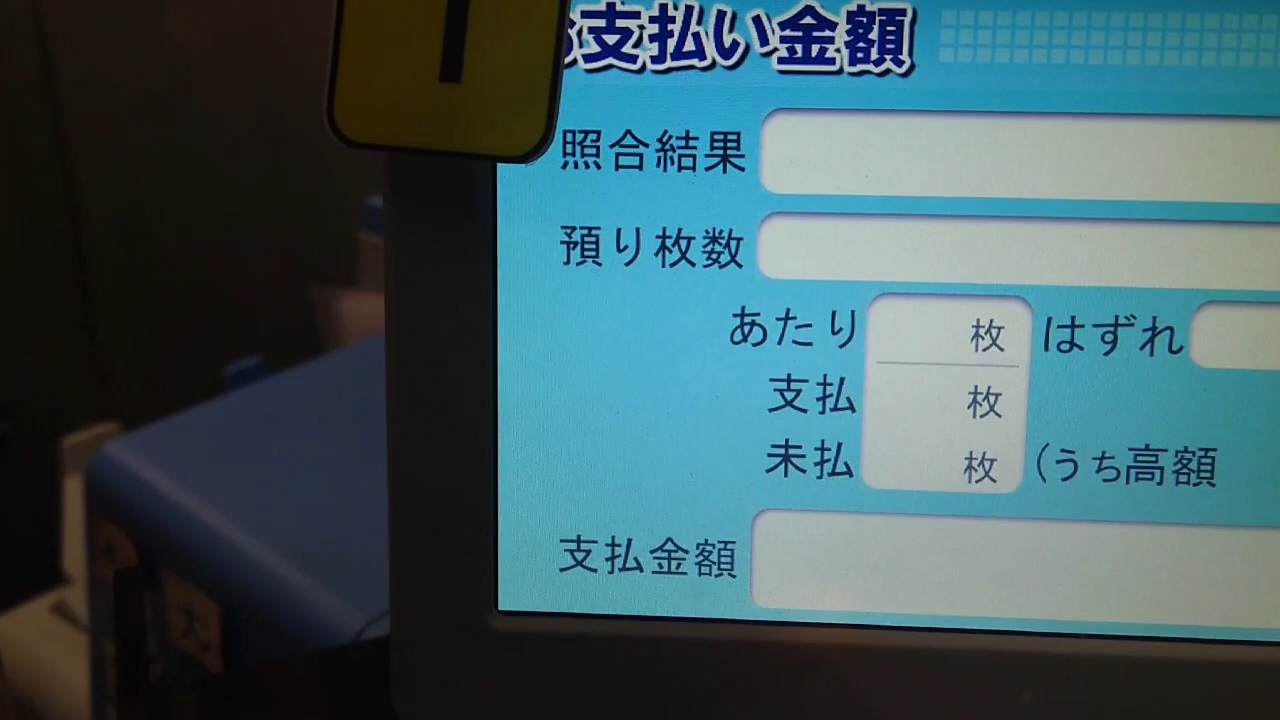 お支払い金額
照合結果
預り枚数
あたり 枚 はずれ
支払 枚
未払 枚 (うち高額
支払金額